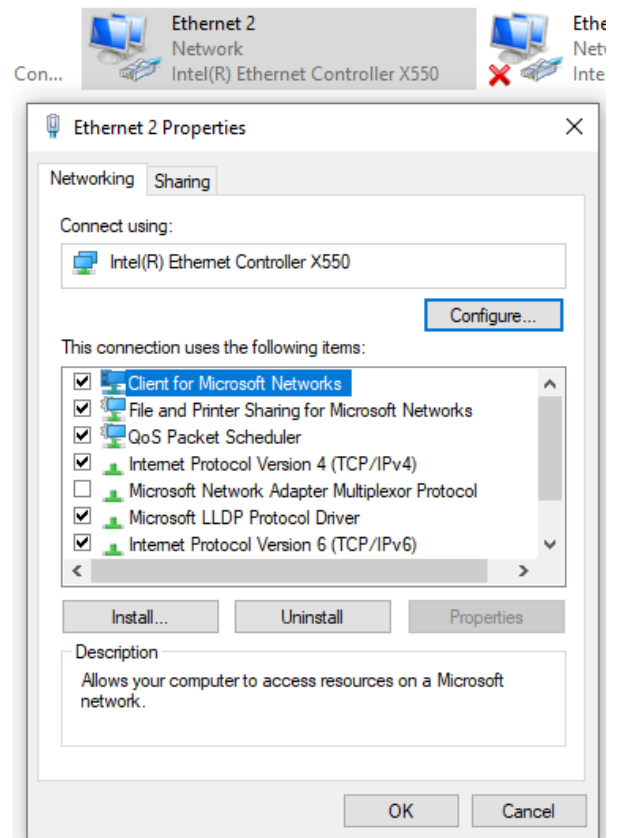 Ethernet 2
Network
Con...
Intel(R) Ethernet Controller X550
Ethe
Net
Inte
Ethernet 2 Properties
Networking
Sharing
Connect using:
Intel(R) Ethernet Controller X550
Configure...
This connection uses the following items:
Client for Microsoft Networks
File and Printer Sharing for Microsoft Networks
QoS Packet Scheduler
Internet Protocol Version 4 (TCP/IPv4)
Microsoft Network Adapter Multiplexor Protocol
Microsoft LLDP Protocol Driver
Internet Protocol Version 6 (TCP/IPv6)
Install...
Uninstall
Properties
Description
Allows your computer to access resources on a Microsoft
network.
OK
Cancel